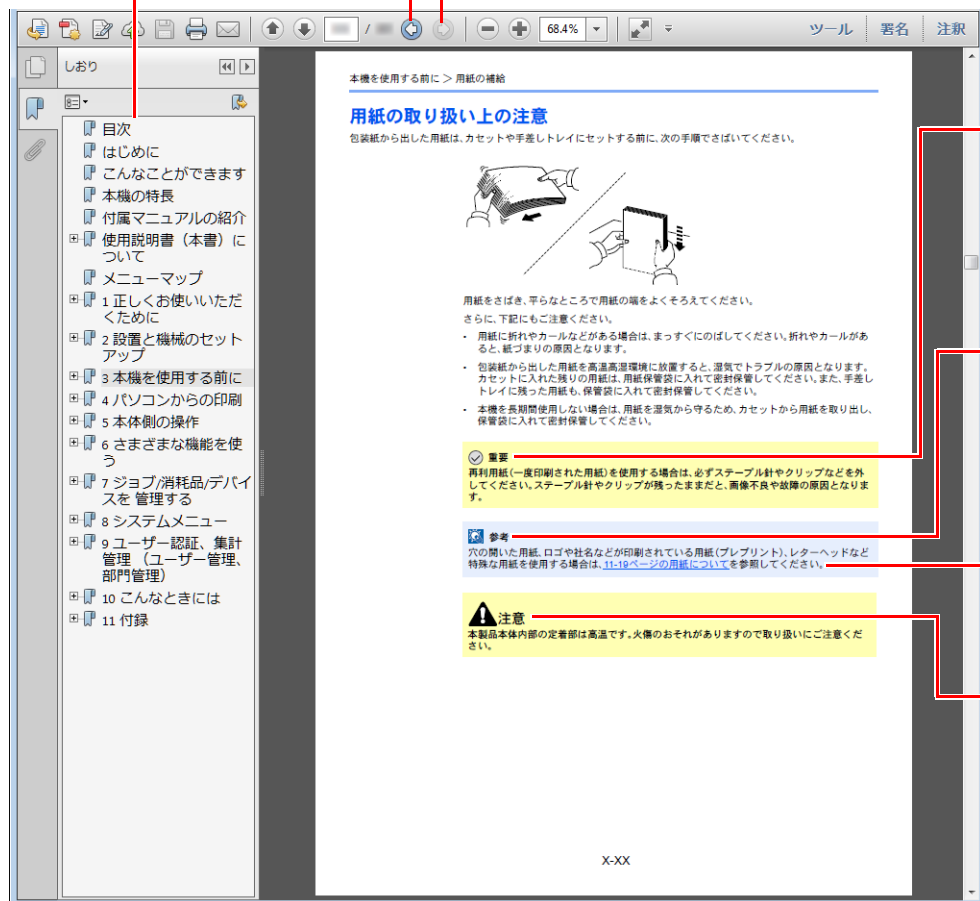 /
68.4%
ツール
署名
注釈
しおり
目次
はじめに
こんなことができます
本機の特長
付属マニュアルの紹介
使用説明書（本書）に
ついて
メニューマップ
1 正しくお使いいただ
くために
2 設置と機械のセット
アップ
3 本機を使用する前に
4 パソコンからの印刷
5 本体側の操作
6 さまざまな機能を使
う
7 ジョブ/消耗品/デバイ
スを 管理する
8 システムメニュー
9 ユーザー認証、集計
管理 （ユーザー管理、
部門管理）
10 こんなときには
11 付録
本機を使用する前に > 用紙の補給
用紙の取り扱い上の注意
包装紙から出した用紙は、カセットや手差しトレイにセットする前に、次の手順でさばいてください。
用紙をさばき、平らなところで用紙の端をよくそろえてください。
さらに、下記にもご注意ください。
• 用紙に折れやカールなどがある場合は、まっすぐにのばしてください。折れやカールがあ
ると、紙づまりの原因となります。
• 包装紙から出した用紙を高温高湿環境に放置すると、湿気でトラブルの原因となります。
カセットに入れた残りの用紙は、用紙保管袋に入れて密封保管してください。また、手差し
トレイに残った用紙も、保管袋に入れて密封保管してください。
• 本機を長期間使用しない場合は、用紙を湿気から守るため、カセットから用紙を取り出し、
保管袋に入れて密封保管してください。
重要
再利用紙（一度印刷された用紙）を使用する場合は、必ずステープル針やクリップなどを外
してください。ステープル針やクリップが残ったままだと、画像不良や故障の原因となりま
す。
参考
穴の開いた用紙、ロゴや社名などが印刷されている用紙（プレプリント）、レターヘッドなど
特殊な用紙を使用する場合は、11-19ページの用紙についてを参照してください。
注意
本製品本体内部の定着部は高温です。火傷のおそれがありますので取り扱いにご注意くだ
さい。
X-XX